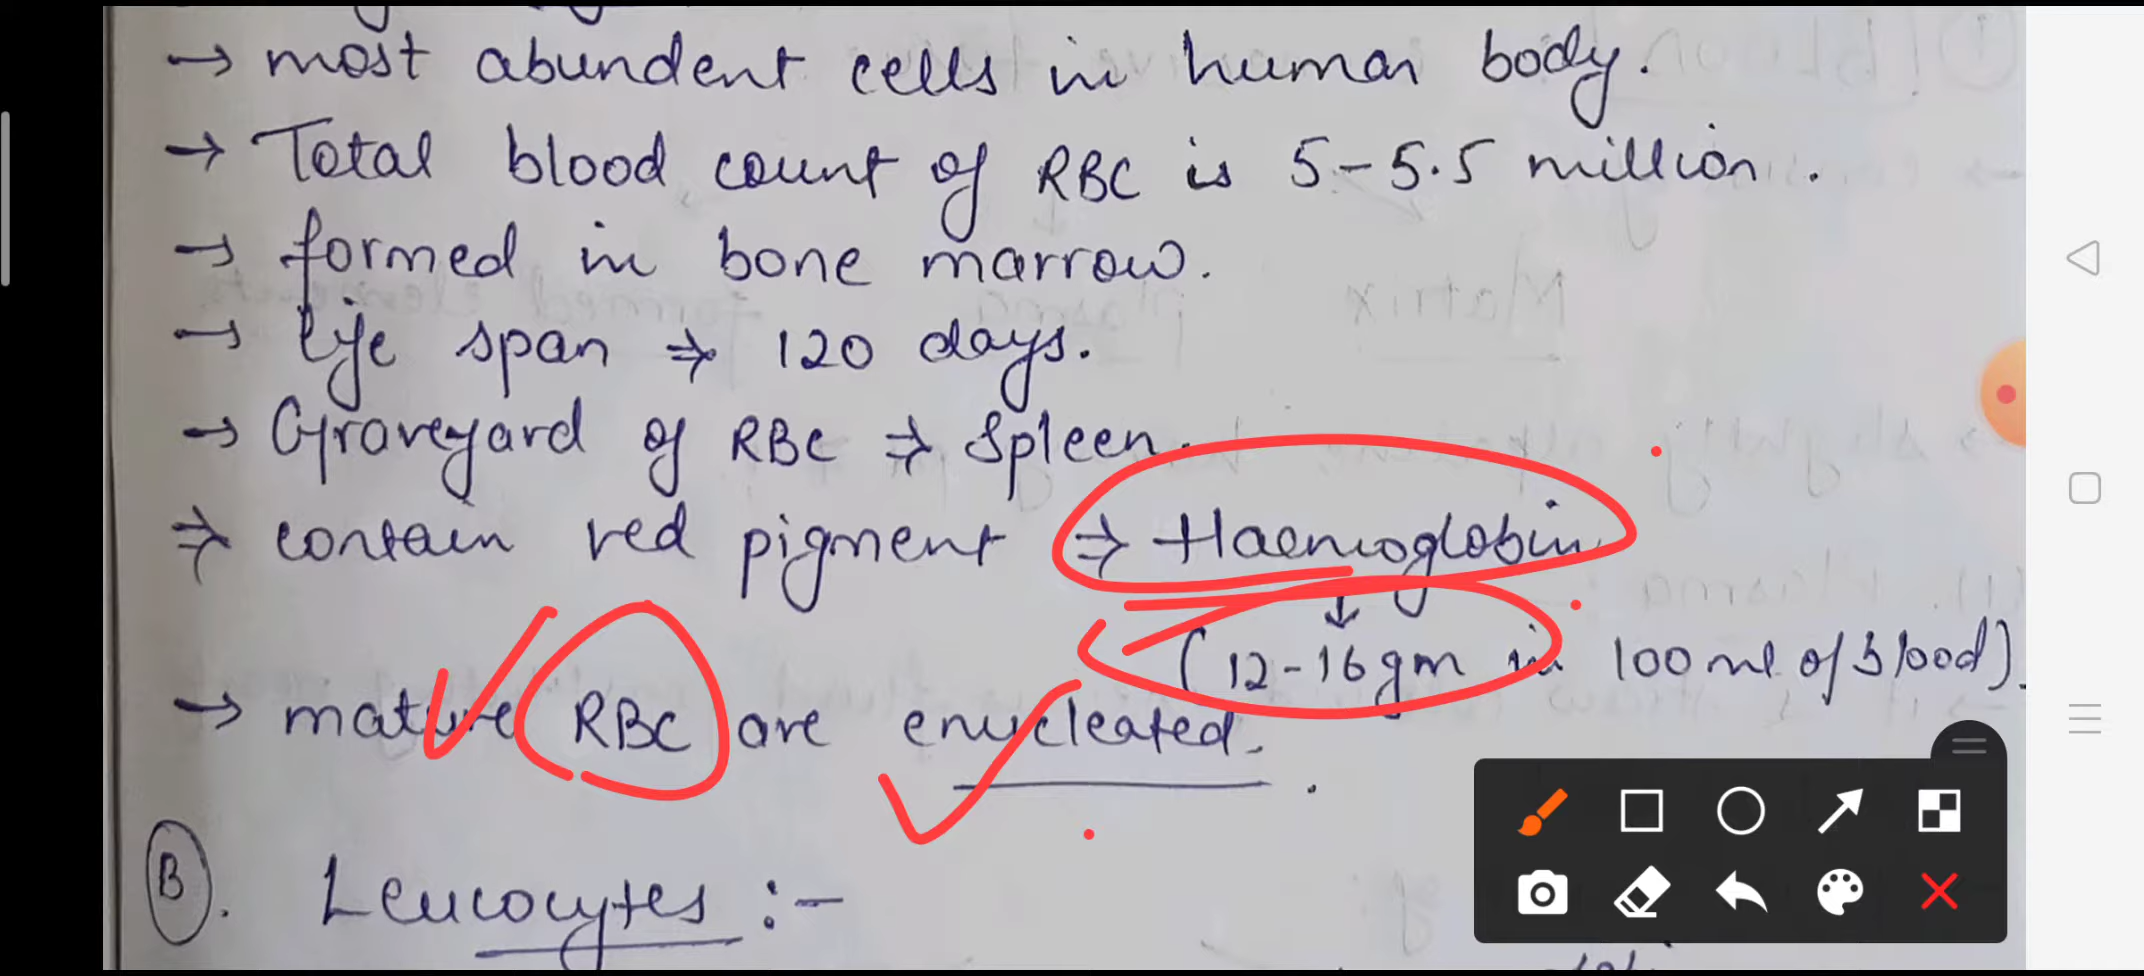 → most abundent cells in human body.
→ Total blood count of RBC is 5-5.5 million.
→ formed in bone marrow.
→ life span ⇒ 120 days.
→ Graveyard of RBC ⇒ Spleen.
⇒ contain red pigment ⇒ Haemoglobin
↓
(12-16gm in 100 ml of blood).
→ mature RBC are enucleated.
B. Leucocytes :-